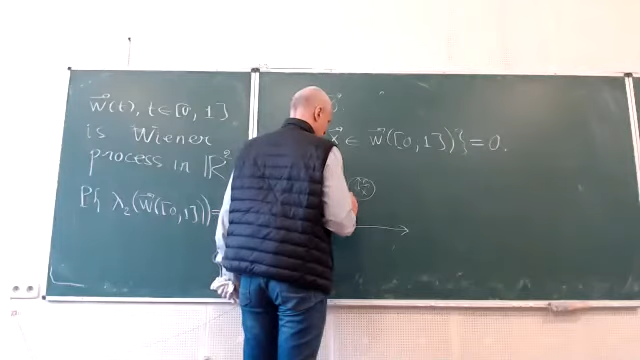 w⃗(t), t∈[0, 1]
is Wiener
process in ℝ²
P{ λ₂(w⃗([0,1]))=
x⃗ ∈ w⃗([0,1])}=0.
x⃗